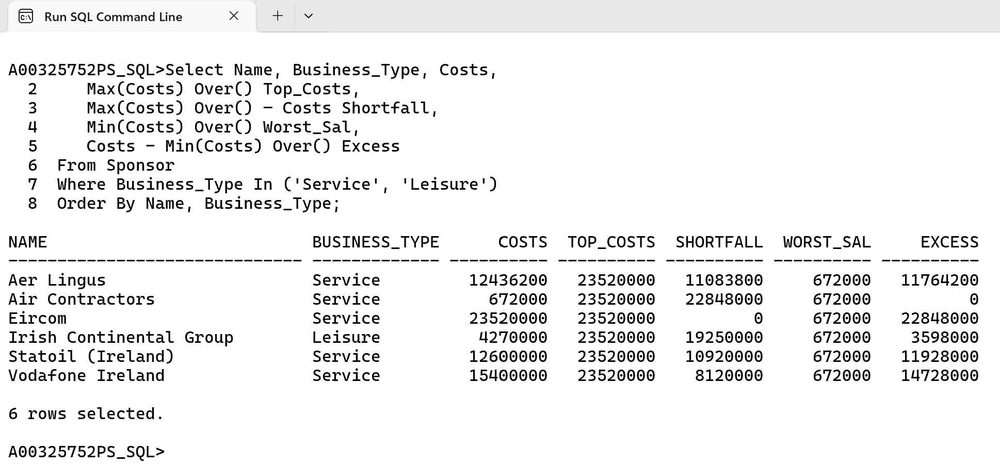 Run SQL Command Line
A00325752PS_SQL>Select Name, Business_Type, Costs,
  2     Max(Costs) Over() Top_Costs,
  3     Max(Costs) Over() - Costs Shortfall,
  4     Min(Costs) Over() Worst_Sal,
  5     Costs - Min(Costs) Over() Excess
  6  From Sponsor
  7  Where Business_Type In ('Service', 'Leisure')
  8  Order By Name, Business_Type;
NAME                           BUSINESS_TYPE      COSTS  TOP_COSTS  SHORTFALL  WORST_SAL     EXCESS
------------------------------ ------------- ---------- ---------- ---------- ---------- ----------
Aer Lingus                     Service         12436200   23520000   11083800     672000   11764200
Air Contractors                Service           672000   23520000   22848000     672000          0
Eircom                         Service         23520000   23520000          0     672000   22848000
Irish Continental Group        Leisure          4270000   23520000   19250000     672000    3598000
Statoil (Ireland)              Service         12600000   23520000   10920000     672000   11928000
Vodafone Ireland               Service         15400000   23520000    8120000     672000   14728000
6 rows selected.
A00325752PS_SQL>